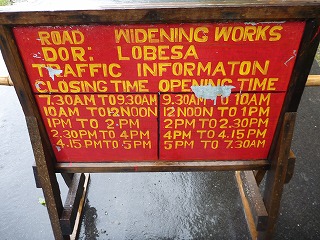 ROAD WIDENING WORKS
DOR: LOBESA
TRAFFIC INFORMATON
CLOSING TIME OPENING TIME
7.30AM TO 9.30AM 9.30AM TO 10AM
10AM TO 12NOON 12NOON TO 1PM
1PM TO 2.PM 2PM TO 2.30PM
2.30PM TO 4PM 4PM TO 4.15PM
4.15PM TO 5PM 5PM TO 7.30AM